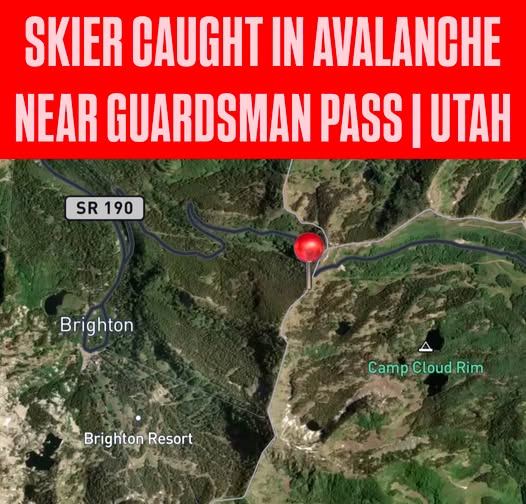 SKIER CAUGHT IN AVALANCHE
NEAR GUARDSMAN PASS | UTAH
SR 190
Brighton
Camp Cloud Rim
Brighton Resort